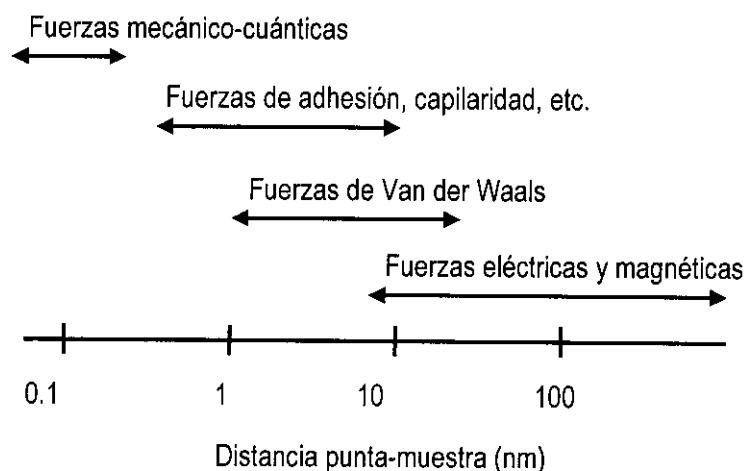 Fuerzas mecánico-cuánticas
Fuerzas de adhesión, capilaridad, etc.
Fuerzas de Van der Waals
Fuerzas eléctricas y magnéticas
0.1 1 10 100
Distancia punta-muestra (nm)